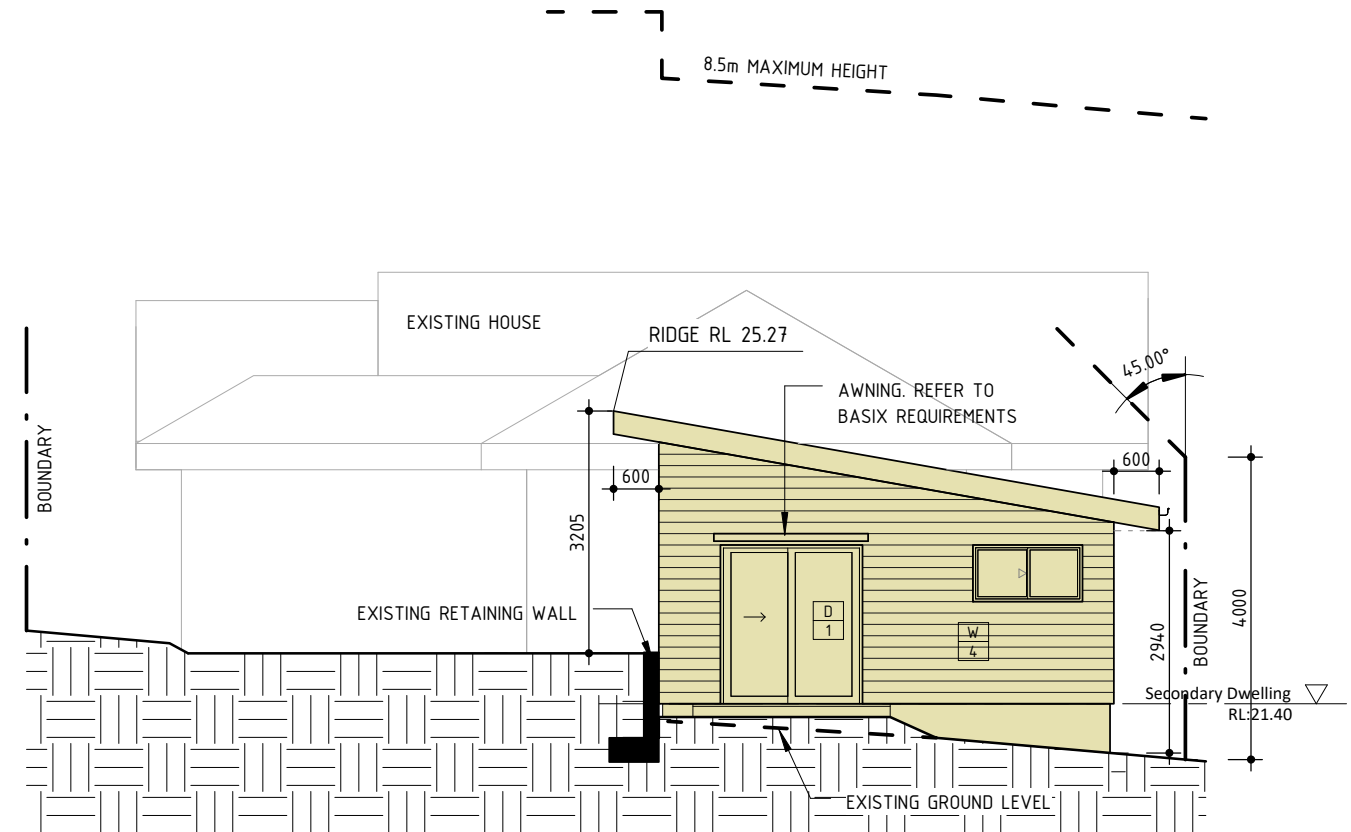 8.5m MAXIMUM HEIGHT
EXISTING HOUSE
RIDGE RL 25.27
45.00°
AWNING. REFER TO
BASIX REQUIREMENTS
BOUNDARY
600
600
3205
4000
EXISTING RETAINING WALL
D
1
W
4
2940
BOUNDARY
Secondary Dwelling
RL:21.40
EXISTING GROUND LEVEL